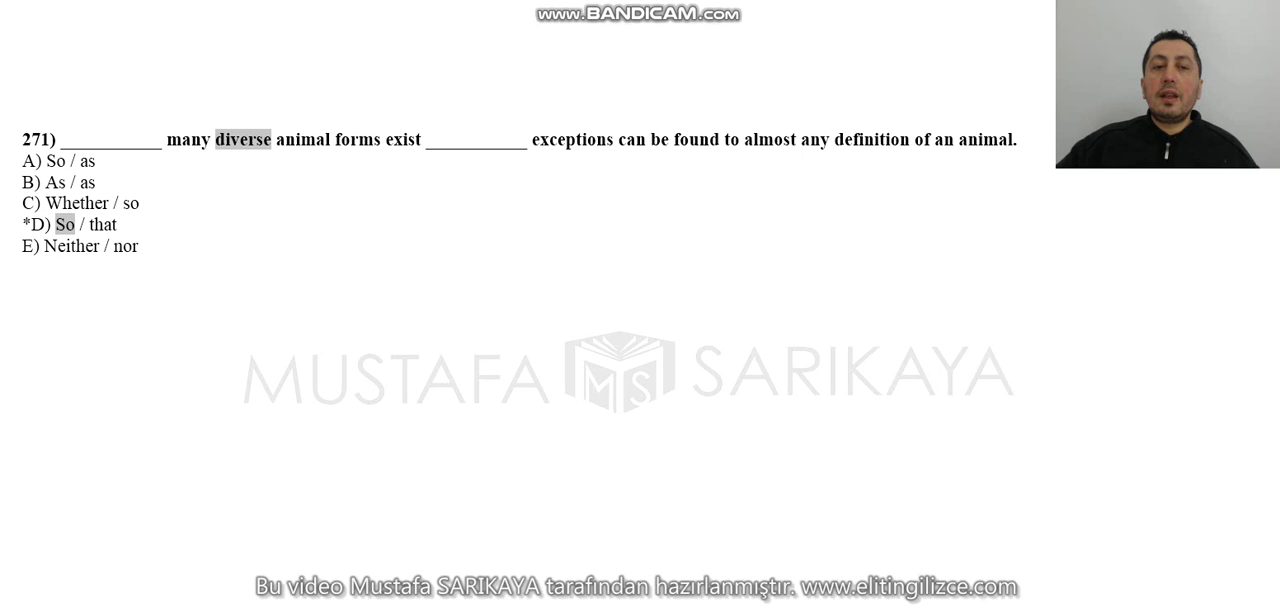 www.BANDICAM.com
271) ___________ many diverse animal forms exist ___________ exceptions can be found to almost any definition of an animal.
A) So / as
B) As / as
C) Whether / so
*D) So / that
E) Neither / nor
MUSTAFA MS SARIKAYA
Bu video Mustafa SARIKAYA tarafından hazırlanmıştır. www.elitingilizce.com